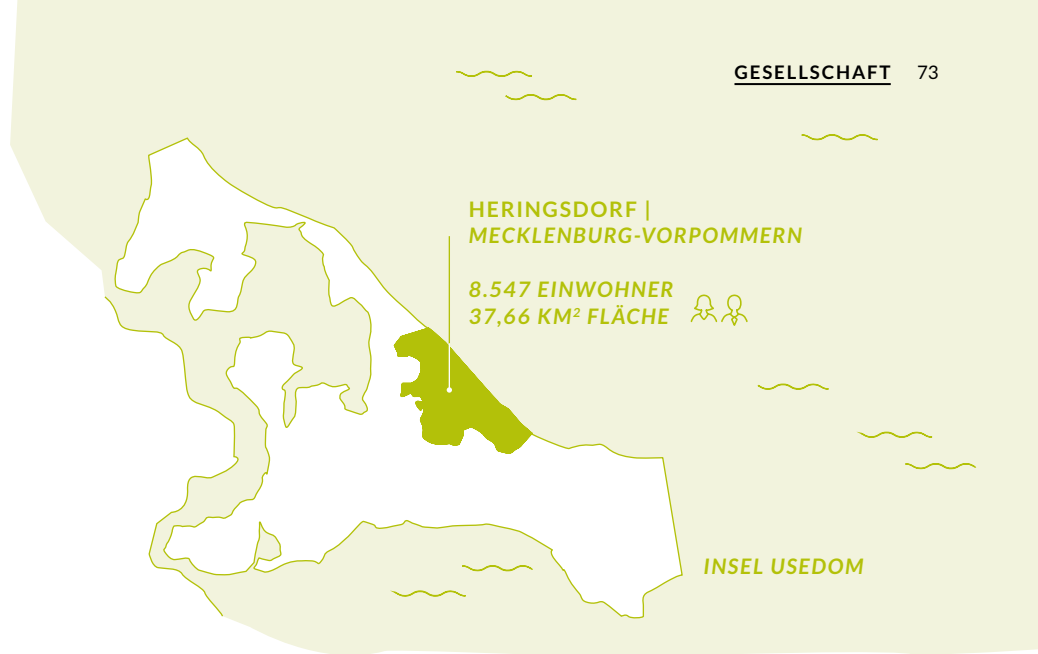 GESELLSCHAFT 73
HERINGSDORF |
MECKLENBURG-VORPOMMERN
8.547 EINWOHNER
37,66 KM² FLÄCHE
INSEL USEDOM